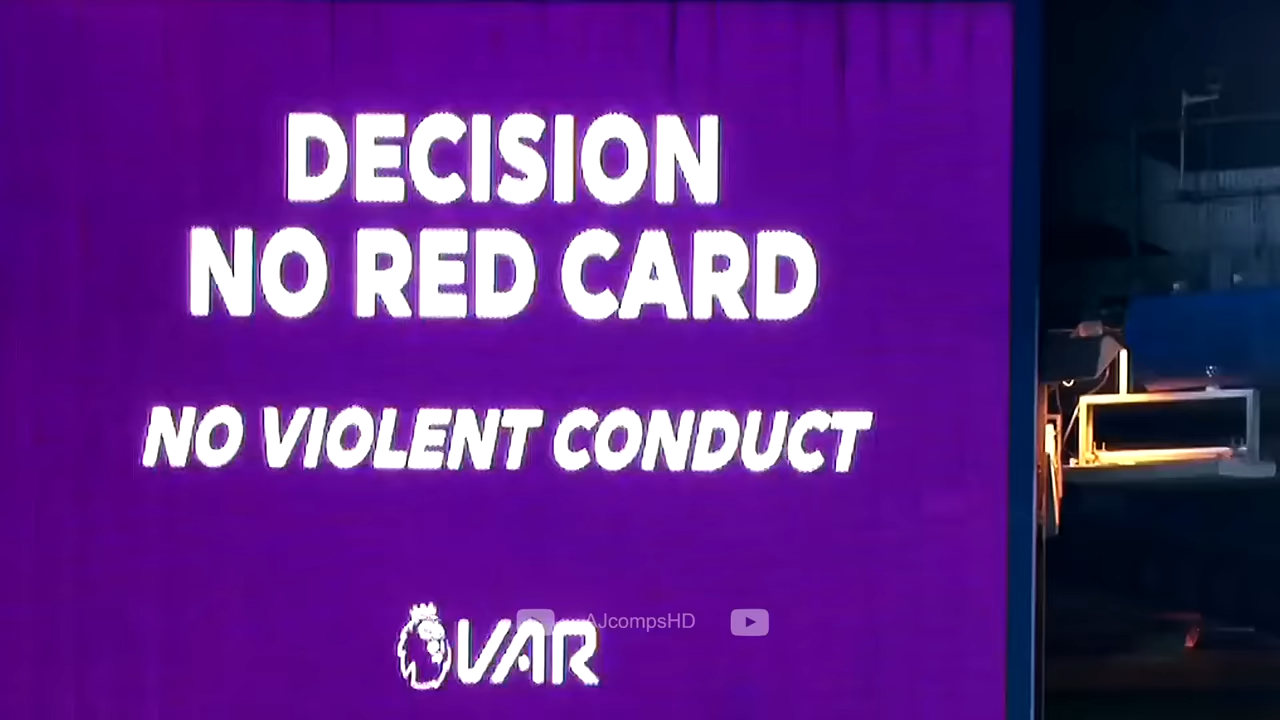 DECISION
NO RED CARD
NO VIOLENT CONDUCT
VAR
AJcompsHD